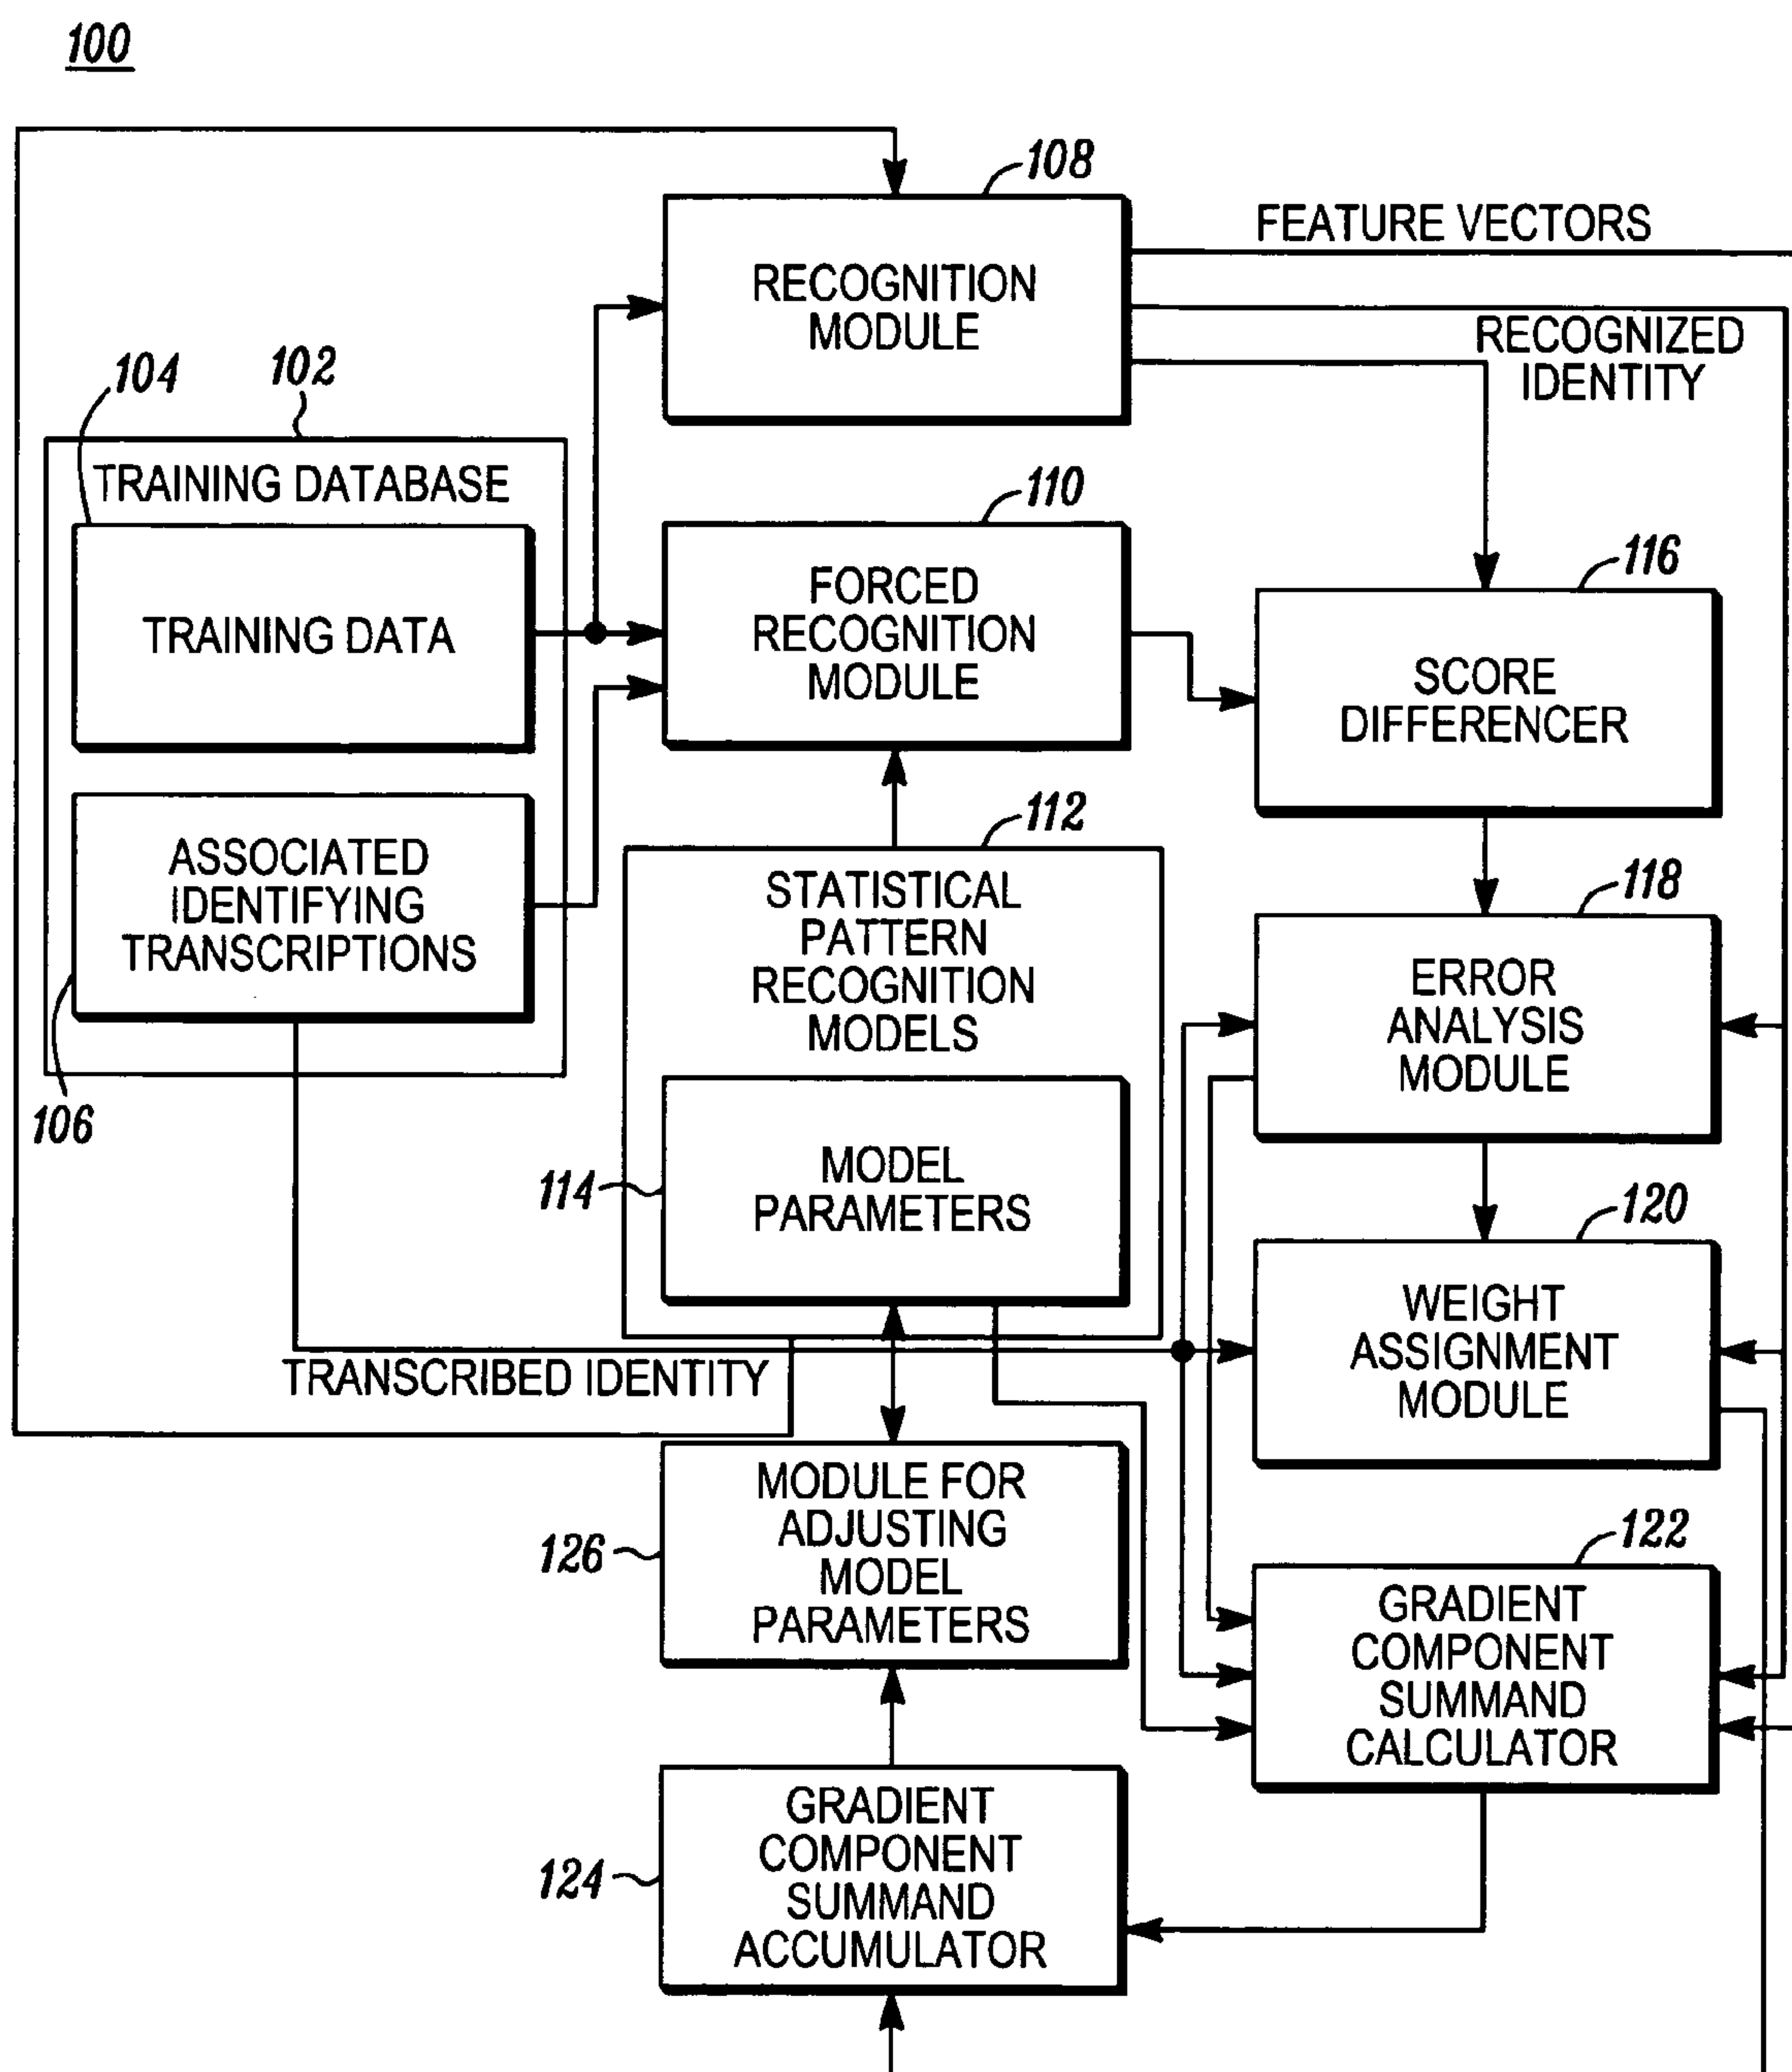 100
108
FEATURE VECTORS
RECOGNITION
MODULE
RECOGNIZED
IDENTITY
104
102
TRAINING DATABASE
110
TRAINING DATA
FORCED
RECOGNITION
MODULE
116
SCORE
DIFFERENCER
ASSOCIATED
IDENTIFYING
TRANSCRIPTIONS
106
112
STATISTICAL
PATTERN
RECOGNITION
MODELS
118
ERROR
ANALYSIS
MODULE
114
MODEL
PARAMETERS
120
WEIGHT
ASSIGNMENT
MODULE
TRANSCRIBED IDENTITY
126
MODULE FOR
ADJUSTING
MODEL
PARAMETERS
122
GRADIENT
COMPONENT
SUMMAND
CALCULATOR
124
GRADIENT
COMPONENT
SUMMAND
ACCUMULATOR